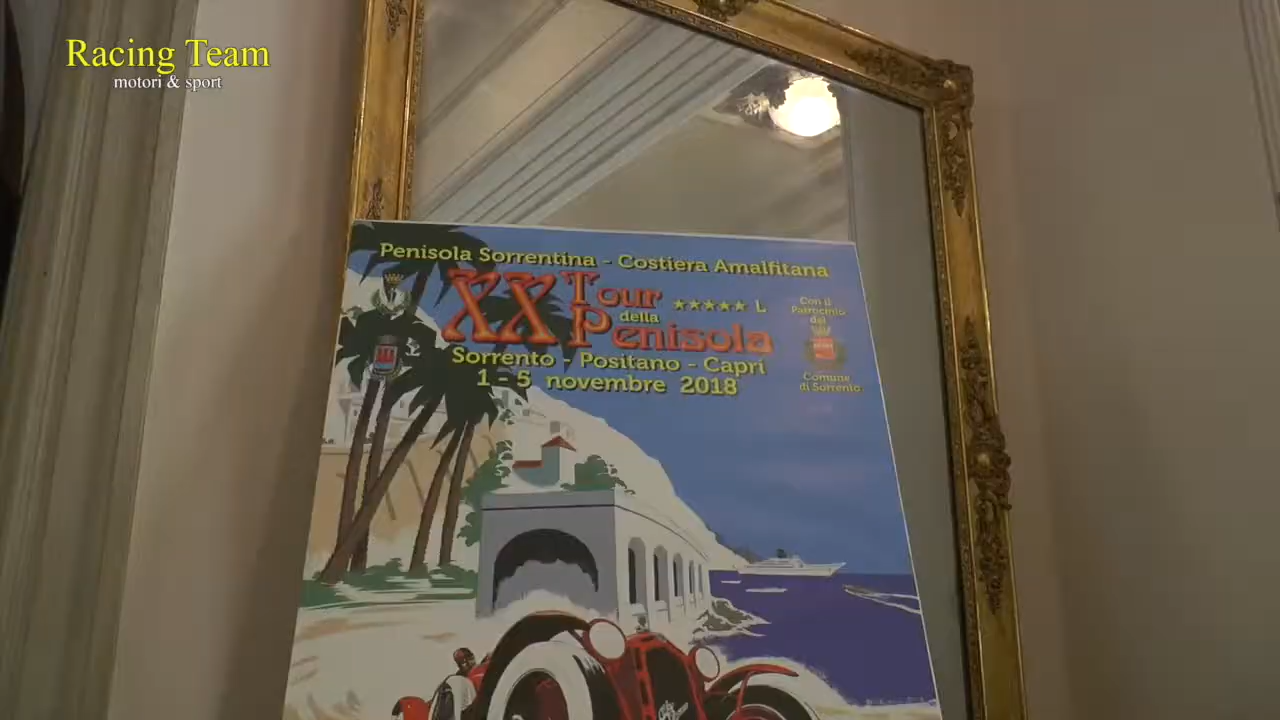 Racing Team
motori & sport
Penisola Sorrentina - Costiera Amalfitana
XX Tour ★★★★★ L
della
Penisola
Sorrento - Positano - Capri
1 - 5 novembre 2018
Con il
Patrocinio
del
Comune
di Sorrento